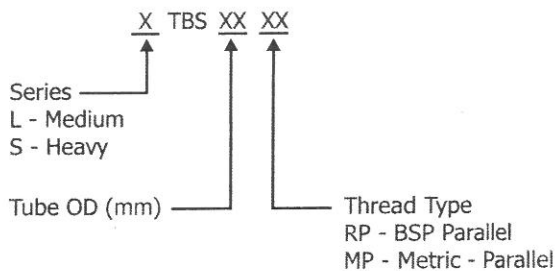 X TBS XX XX
Series
L - Medium
S - Heavy
Tube OD (mm)
Thread Type
RP - BSP Parallel
MP - Metric - Parallel